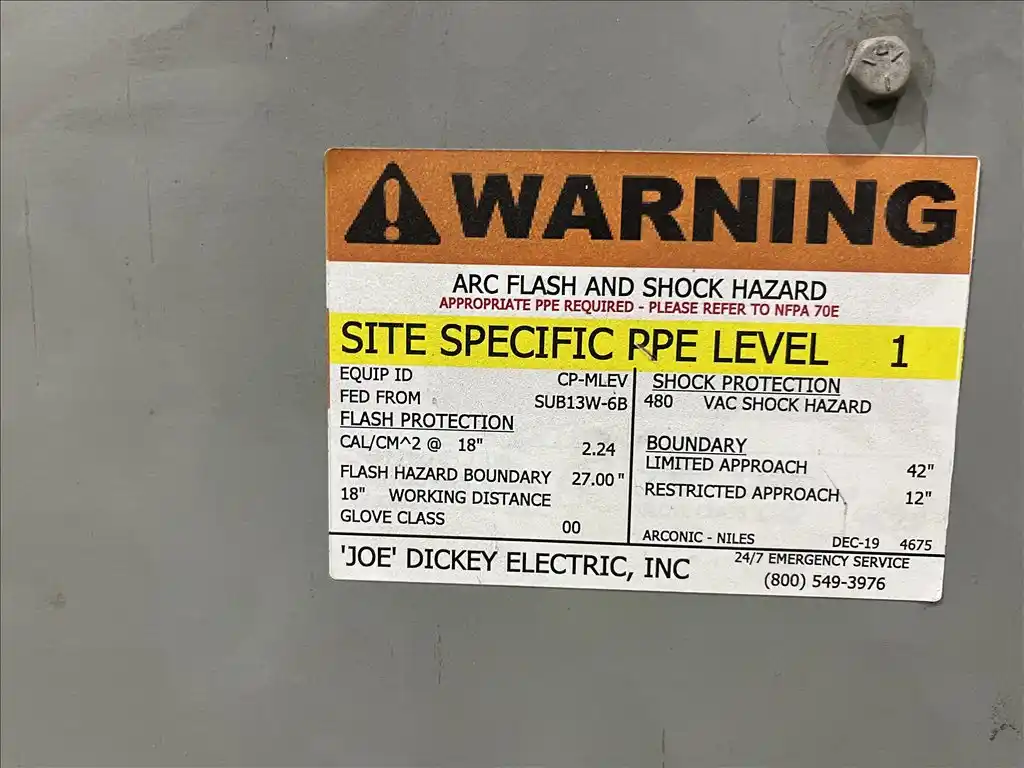 WARNING
ARC FLASH AND SHOCK HAZARD
APPROPRIATE PPE REQUIRED - PLEASE REFER TO NFPA 70E
SITE SPECIFIC PPE LEVEL 1
EQUIP ID CP-MLEV
FED FROM SUB13W-6B
FLASH PROTECTION
CAL/CM^2 @ 18" 2.24
FLASH HAZARD BOUNDARY 27.00 "
18" WORKING DISTANCE
GLOVE CLASS 00
SHOCK PROTECTION
480 VAC SHOCK HAZARD
BOUNDARY
LIMITED APPROACH 42"
RESTRICTED APPROACH 12"
ARCONIC - NILES DEC-19 4675
'JOE' DICKEY ELECTRIC, INC
24/7 EMERGENCY SERVICE
(800) 549-3976